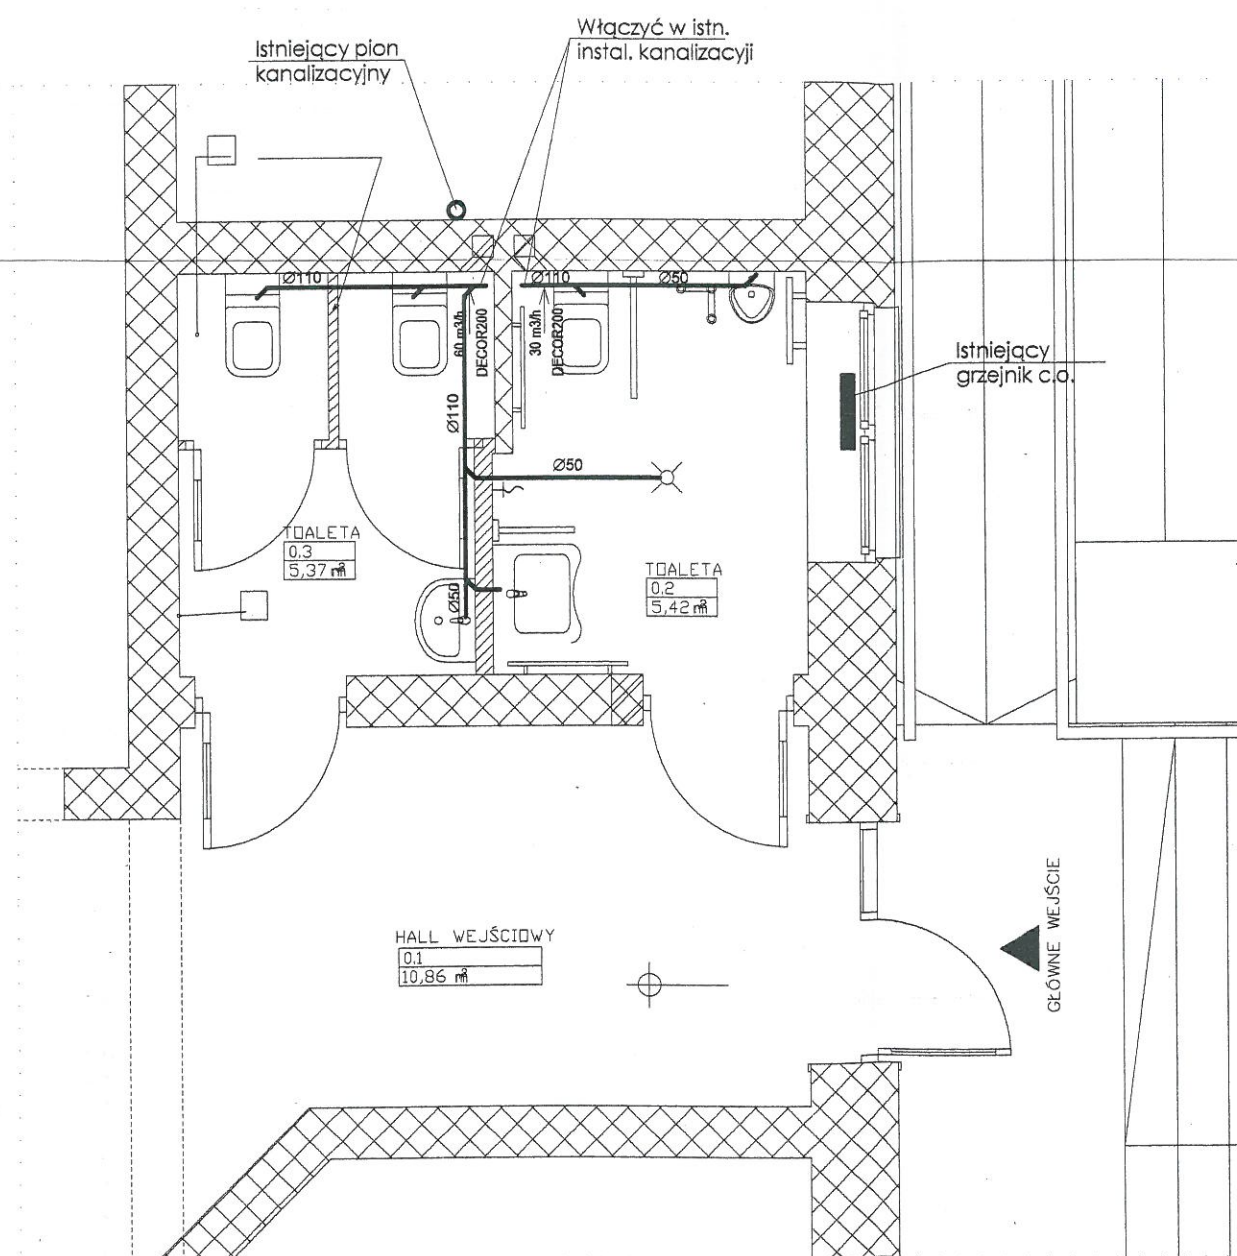 Włączyć w istn.
instal. kanalizacyji
Istniejący pion
kanalizacyjny
Ø110
Ø110
Ø50
60 m3/h
DECOR200
30 m3/h
DECOR200
Istniejący
grzejnik c.o.
Ø110
Ø50
TOALETA
0.3
5,37 m²
TOALETA
0.2
5,42 m²
Ø50
HALL WEJŚCIOWY
0.1
10,86 m²
GŁÓWNE WEJŚCIE